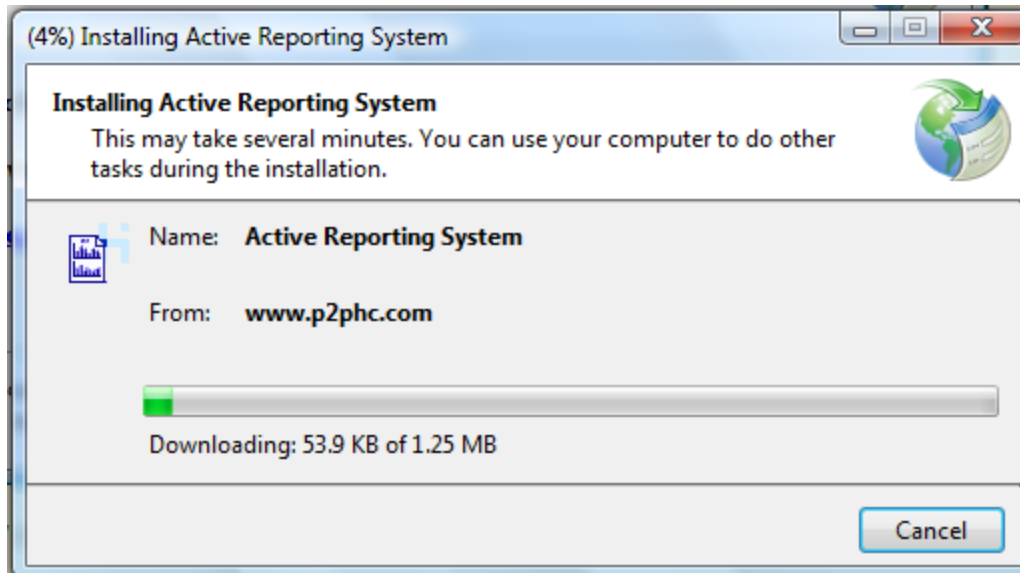 (4%) Installing Active Reporting System
Installing Active Reporting System
This may take several minutes. You can use your computer to do other
tasks during the installation.
Name: Active Reporting System
From: www.p2phc.com
Downloading: 53.9 KB of 1.25 MB
Cancel